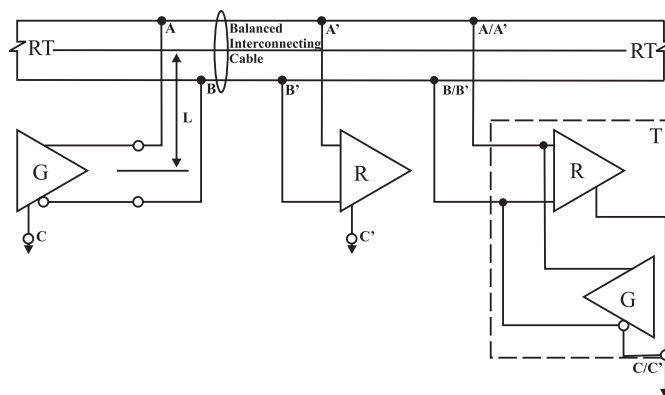 A
Balanced
Interconnecting
Cable
A'
A/A'
RT
RT
B
B'
B/B'
L
T
G
R
R
C
C'
G
C/C'